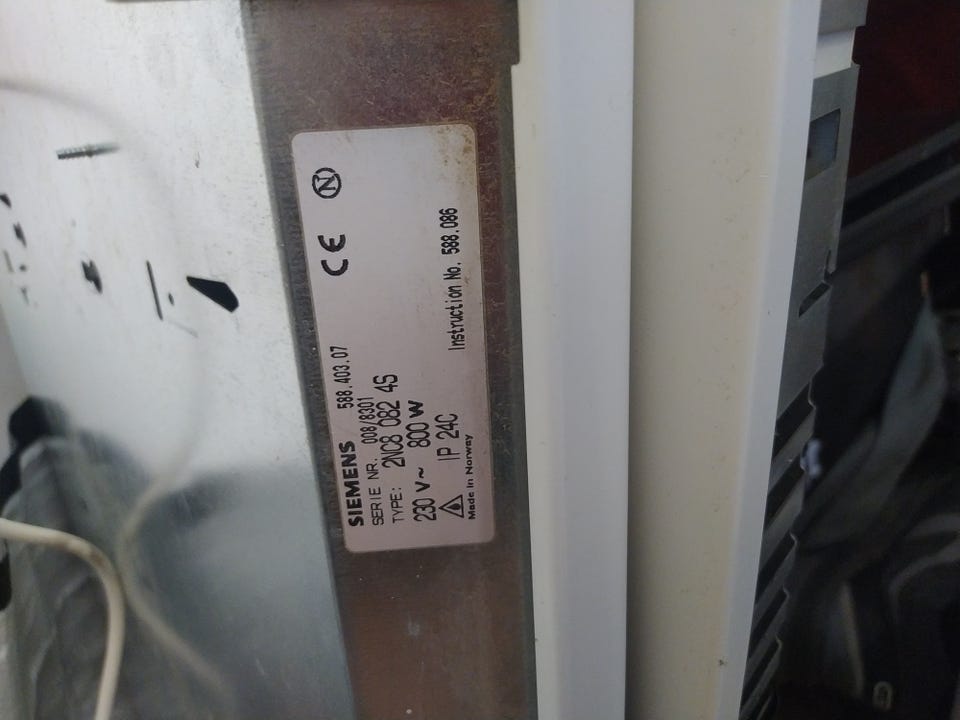 SIEMENS 588.403.07
SERIE NR. 008/8301
TYPE: 2NC8 082 4S
230 V~ 800 W
IP 24C
Made in Norway
CE N
Instruction No. 588.086